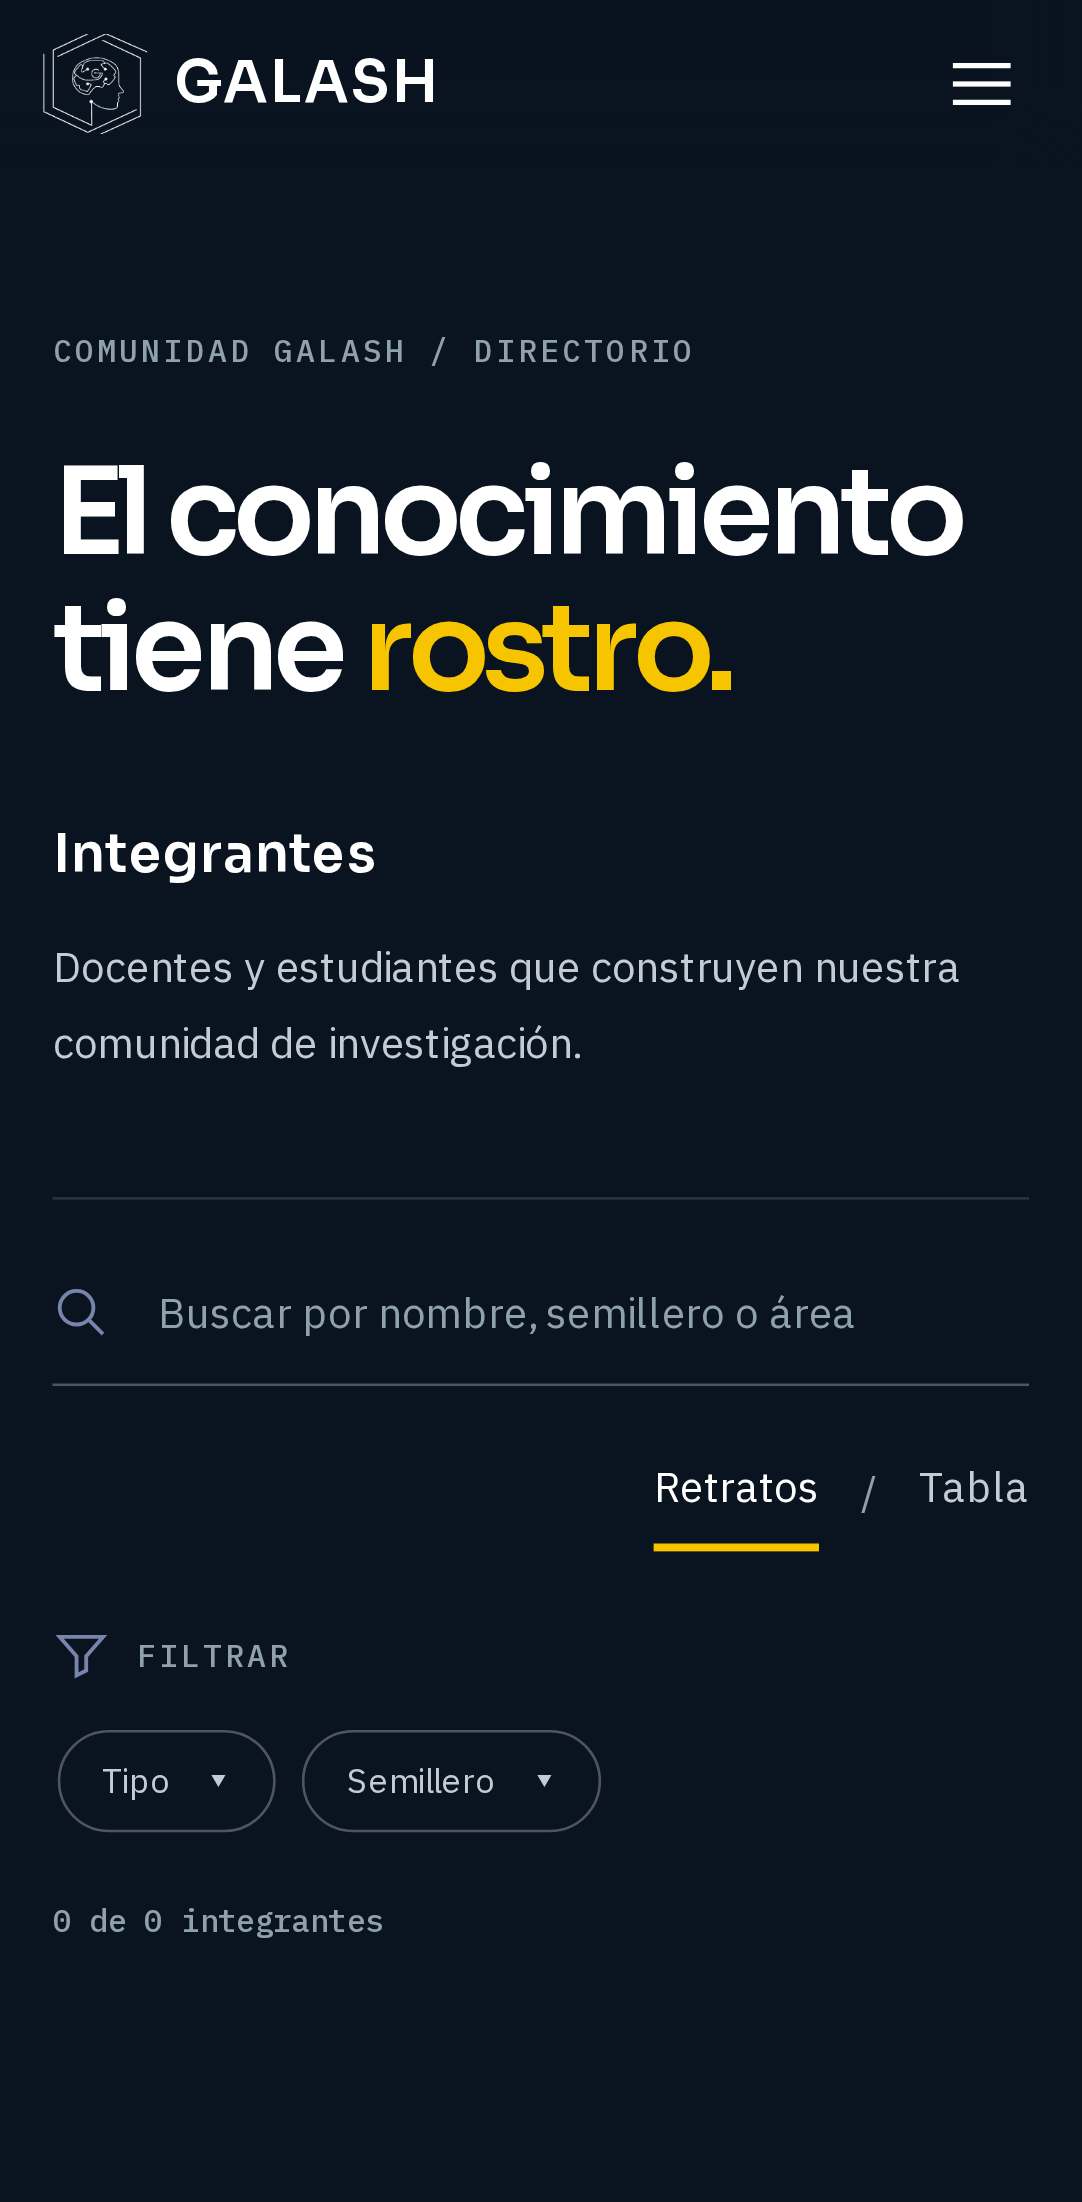 GALASH
COMUNIDAD GALASH / DIRECTORIO
El conocimiento
tiene rostro.
Integrantes
Docentes y estudiantes que construyen nuestra
comunidad de investigación.
Buscar por nombre, semillero o área
Retratos / Tabla
FILTRAR
Tipo ▼ Semillero ▼
0 de 0 integrantes